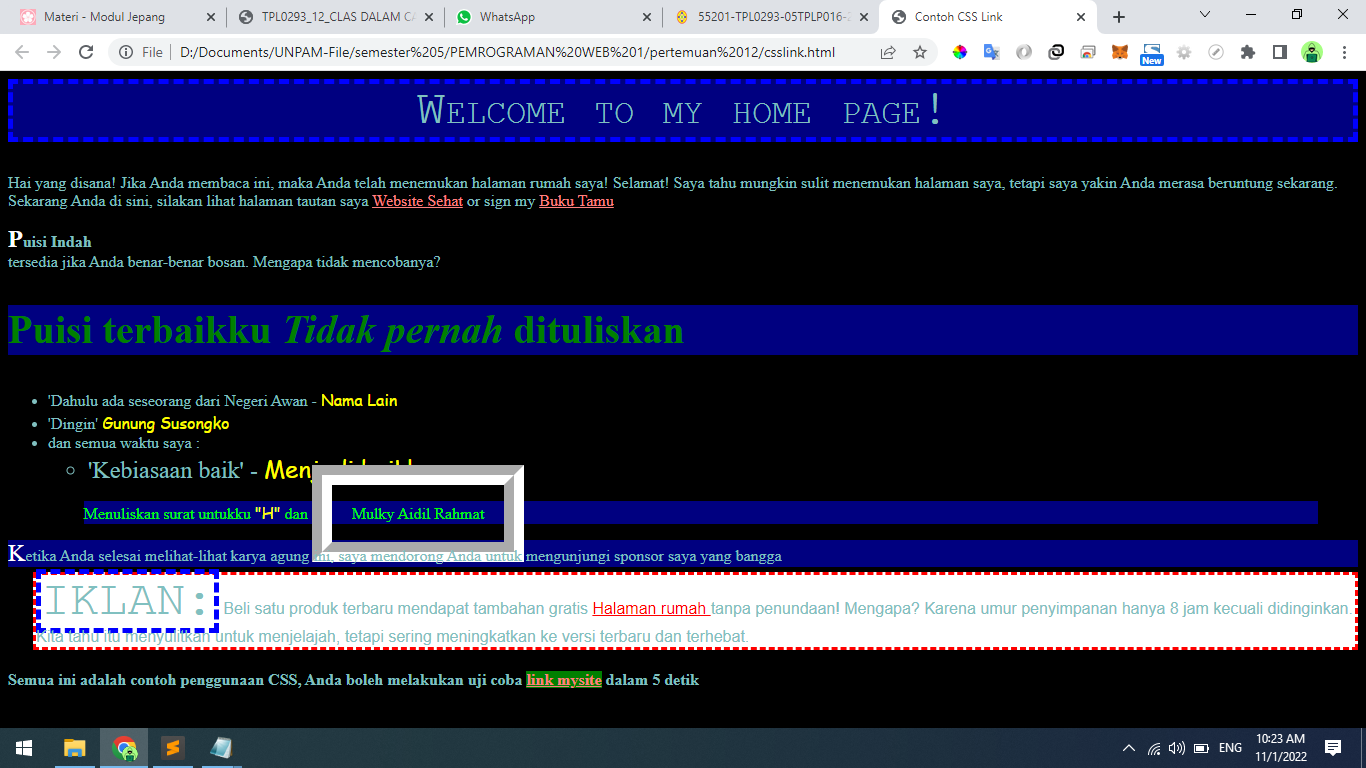 Materi - Modul Jepang
TPL0293_12_CLAS DALAM CA
WhatsApp
55201-TPL0293-05TPLP016-
Contoh CSS Link
File
D:/Documents/UNPAM-File/semester%205/PEMROGRAMAN%20WEB%201/pertemuan%2012/csslink.html
New
Welcome to my home page!
Hai yang disana! Jika Anda membaca ini, maka Anda telah menemukan halaman rumah saya! Selamat! Saya tahu mungkin sulit menemukan halaman saya, tetapi saya yakin Anda merasa beruntung sekarang.
Sekarang Anda di sini, silakan lihat halaman tautan saya Website Sehat or sign my Buku Tamu
Puisi Indah
tersedia jika Anda benar-benar bosan. Mengapa tidak mencobanya?
Puisi terbaikku Tidak pernah dituliskan
'Dahulu ada seseorang dari Negeri Awan - Nama Lain
'Dingin' Gunung Susongko
dan semua waktu saya :
'Kebiasaan baik' -
Menuliskan surat untukku "H" dan Mulky Aidil Rahmat
Ketika Anda selesai melihat-lihat karya agung ini, saya mendorong Anda untuk mengunjungi sponsor saya yang bangga
IKLAN: Beli satu produk terbaru mendapat tambahan gratis Halaman rumah tanpa penundaan! Mengapa? Karena umur penyimpanan hanya 8 jam kecuali didinginkan
Kita tahu itu menyulitkan untuk menjelajah, tetapi sering meningkatkan ke versi terbaru dan terhebat.
Semua ini adalah contoh penggunaan CSS, Anda boleh melakukan uji coba link mysite dalam 5 detik
ENG
10:23 AM
11/1/2022